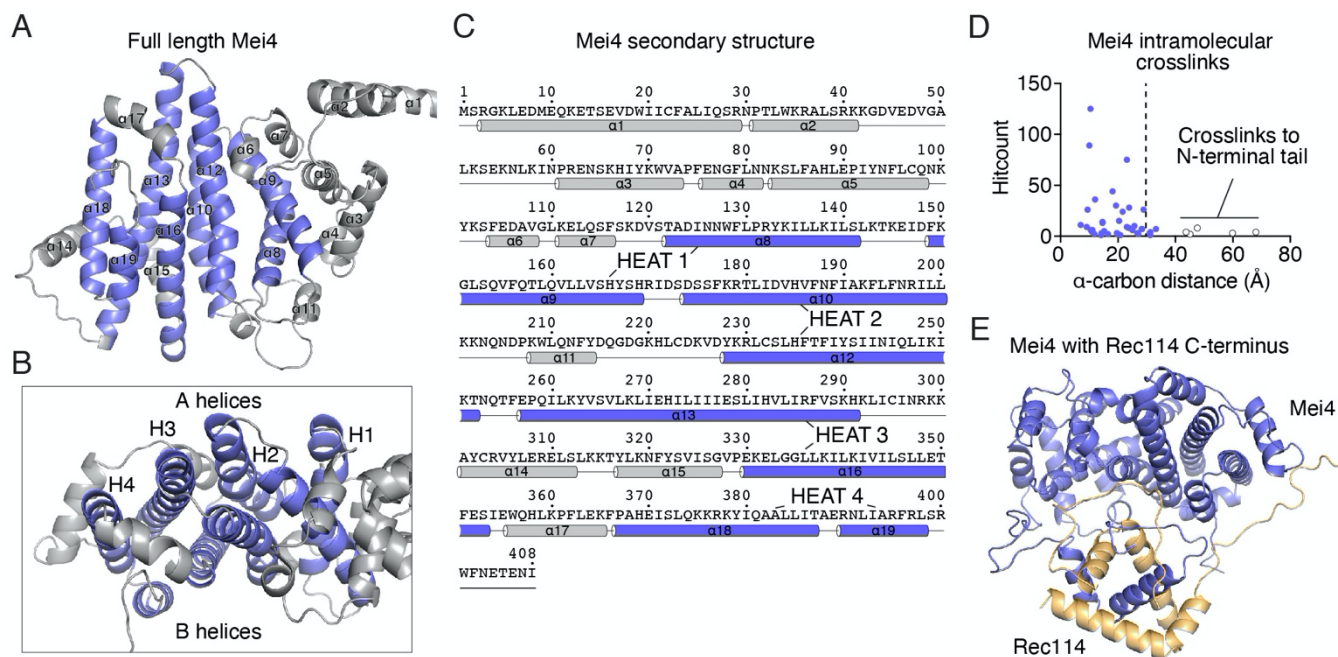 A
Full length Mei4
α17
α18
α14
α19
α13
α16
α15
α12
α10
α6
α7
α9
α8
α11
α2
α1
α5
α3
α4
B
A helices
H4
H3
H2
H1
B helices
C
Mei4 secondary structure
1 10 20 30 40 50
MSRGKLEDMEQKETSEVDWIICFALIQSRNPTLWKRALSRKKGDVEDVGA
α1 α2
60 70 80 90 100
LKSEKNLKINPRENSKHIYKWVAPFENGFLNNKSLFAHLEPIYNFLCQNK
α3 α4 α5
110 120 130 140 150
YKSFEDAVGLKELQSFSKDVSTADINNWFLPRYKILLKILSLKTKEIDFK
α6 α7 α8
HEAT 1
160 170 180 190 200
GLSQVFQTLQVLLVSHYSHRIDSDSSFKRTLIDVHVFNFIAKFLFNRILL
α9 α10
HEAT 2
210 220 230 240 250
KKNQNDPKWLQNFYDQGDGKHLCDKVDYKRLCSLHFTFIYSIINIQLIKI
α11 α12
260 270 280 290 300
KTNQTFEPQILKYVSVLKLIEHILIIIESLIHVLIRFVSKHKLICINRKK
α13
HEAT 3
310 320 330 340 350
AYCRVYLERELSLKKTYLKNFYSVISGVPEKELGGLLKILKIVILSLLET
α14 α15 α16
HEAT 4
360 370 380 390 400
FESIEWQHLKPFLEKFPAHEISLQKKRKYIQAALLITAERNLIARFRLSK
α17 α18 α19
408
WFNETENI
D
Mei4 intramolecular
crosslinks
Hitcount
150
100
50
0
Crosslinks to
N-terminal tail
0 20 40 60 80
α-carbon distance (Å)
E
Mei4 with Rec114 C-terminus
Mei4
Rec114